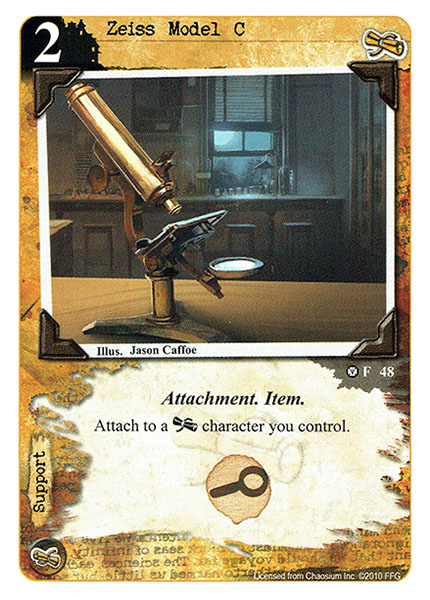 2
Zeiss Model C
Illus. Jason Caffoe
F 48
Attachment. Item.
Attach to a character you control.
Support
Licensed from Chaosium Inc. ©2010 FFG